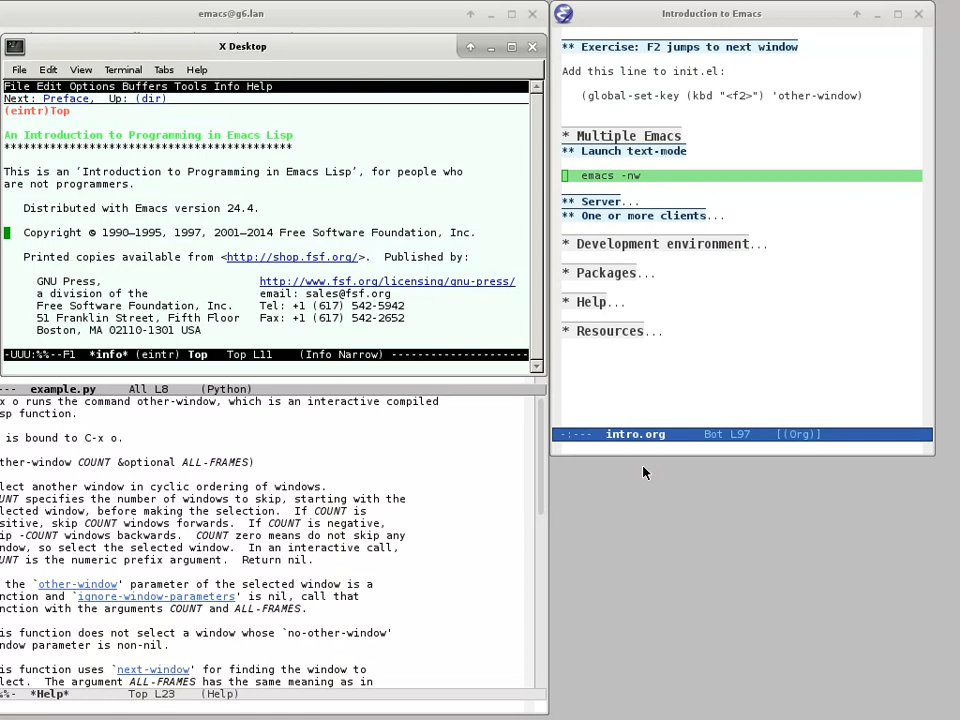 emacs@g6.lan
X Desktop
File Edit View Terminal Tabs Help
File Edit Options Buffers Tools Info Help
Next: Preface,  Up: (dir)
(eintr)Top
An Introduction to Programming in Emacs Lisp
********************************************
This is an ‘Introduction to Programming in Emacs Lisp’, for people who
are not programmers.
Distributed with Emacs version 24.4.
Copyright © 1990–1995, 1997, 2001–2014 Free Software Foundation, Inc.
Printed copies available from <http://shop.fsf.org/>.  Published by:
GNU Press,                        http://www.fsf.org/licensing/gnu-press/
a division of the                 email: sales@fsf.org
Free Software Foundation, Inc.    Tel: +1 (617) 542-5942
51 Franklin Street, Fifth Floor   Fax: +1 (617) 542-2652
Boston, MA 02110-1301 USA
-UUU:%%--F1  *info* (eintr) Top   Top L11    (Info Narrow) ---------------------
---  example.py     All L8     (Python)
x o runs the command other-window, which is an interactive compiled
sp function.
is bound to C-x o.
ther-window COUNT &optional ALL-FRAMES)
lect another window in cyclic ordering of windows.
UNT specifies the number of windows to skip, starting with the
lected window, before making the selection.  If COUNT is
sitive, skip COUNT windows forwards.  If COUNT is negative,
ip -COUNT windows backwards.  COUNT zero means do not skip any
ndow, so select the selected window.  In an interactive call,
UNT is the numeric prefix argument.  Return nil.
the `other-window' parameter of the selected window is a
nction and `ignore-window-parameters' is nil, call that
nction with the arguments COUNT and ALL-FRAMES.
is function does not select a window whose `no-other-window'
ndow parameter is non-nil.
is function uses `next-window' for finding the window to
lect.  The argument ALL-FRAMES has the same meaning as in
%%-  *Help*         Top L23    (Help)
Introduction to Emacs
** Exercise: F2 jumps to next window
Add this line to init.el:
(global-set-key (kbd "<f2>") 'other-window)
* Multiple Emacs
** Launch text-mode
emacs -nw
** Server...
** One or more clients...
* Development environment...
* Packages...
* Help...
* Resources...
-:---  intro.org      Bot L97    [(Org)]